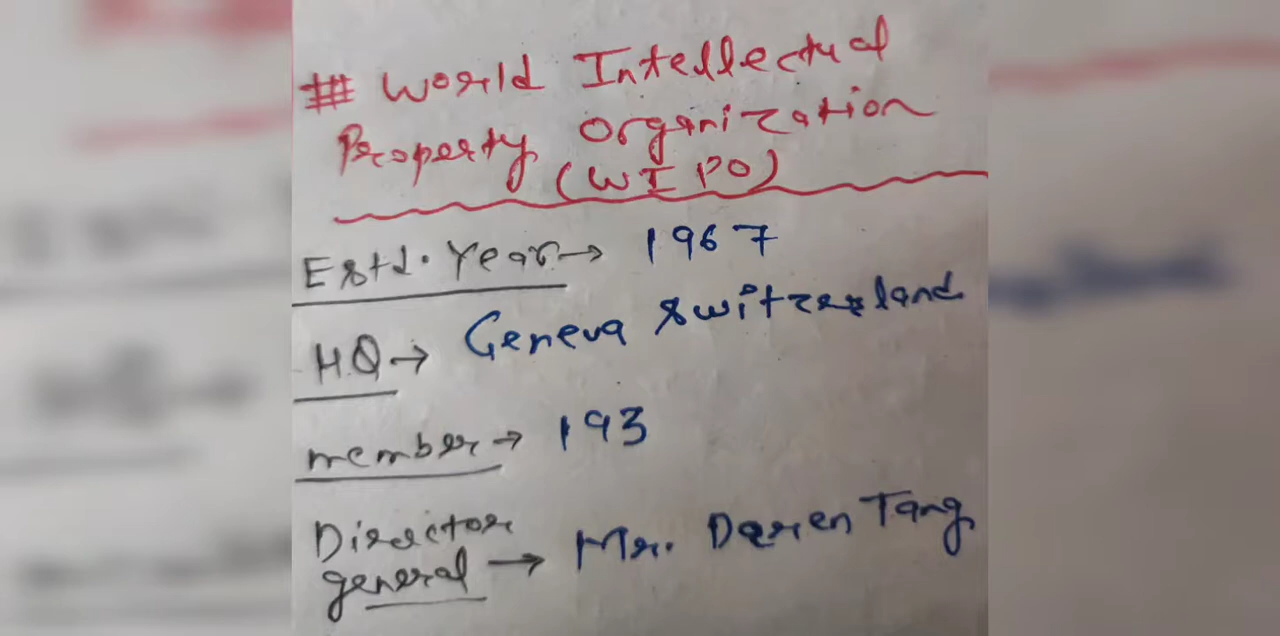 # World Intellectual
Property Organization
(WIPO)
Estd. Year → 1967
HQ → Geneva Switzerland
member → 193
Director
general → Mr. Daren Tang